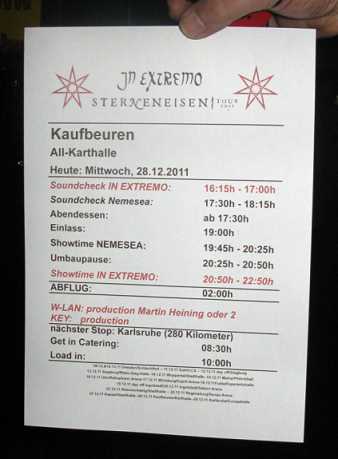 IN EXTREMO
STERNENEISEN TOUR
Kaufbeuren
All-Karthalle
Heute: Mittwoch, 28.12.2011
Soundcheck IN EXTREMO: 16:15h - 17:00h
Soundcheck Nemesea: 17:30h - 18:15h
Abendessen: ab 17:30h
Einlass: 19:00h
Showtime NEMESEA: 19:45h - 20:25h
Umbaupause: 20:25h - 20:50h
Showtime IN EXTREMO: 20:50h - 22:50h
ABFLUG: 02:00h
W-LAN: production Martin Heining oder 2
KEY: production
nächster Stop: Karlsruhe (280 Kilometer)
Get in Catering: 08:30h
Load in: 10:00h